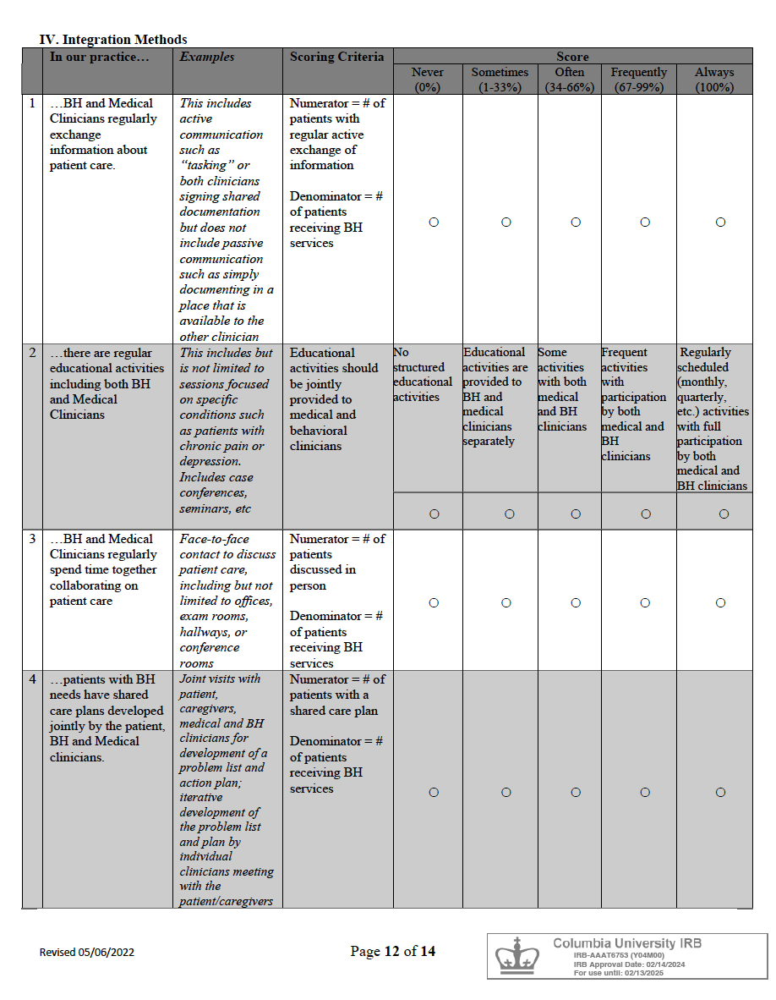 IV. Integration Methods
In our practice… Examples Scoring Criteria Score
Never (0%) Sometimes (1-33%) Often (34-66%) Frequently (67-99%) Always (100%)
1
…BH and Medical
Clinicians regularly
exchange
information about
patient care.
This includes
active
communication
such as
“tasking” or
both clinicians
signing shared
documentation
but does not
include passive
communication
such as simply
documenting in a
place that is
available to the
other clinician
Numerator = # of
patients with
regular active
exchange of
information
Denominator = #
of patients
receiving BH
services
2
…there are regular
educational activities
including both BH
and Medical
Clinicians
This includes but
is not limited to
sessions focused
on specific
conditions such
as patients with
chronic pain or
depression.
Includes case
conferences,
seminars, etc
Educational
activities should
be jointly
provided to
medical and
behavioral
clinicians
No
structured
educational
activities
Educational
activities are
provided to
BH and
medical
clinicians
separately
Some
activities
with both
medical
and BH
clinicians
Frequent
activities
with
participation
by both
medical and
BH
clinicians
Regularly
scheduled
(monthly,
quarterly,
etc.) activities
with full
participation
by both
medical and
BH clinicians
3
…BH and Medical
Clinicians regularly
spend time together
collaborating on
patient care
Face-to-face
contact to discuss
patient care,
including but not
limited to offices,
exam rooms,
hallways, or
conference
rooms
Numerator = # of
patients
discussed in
person
Denominator = #
of patients
receiving BH
services
4
…patients with BH
needs have shared
care plans developed
jointly by the patient,
BH and Medical
clinicians.
Joint visits with
patient,
caregivers,
medical and BH
clinicians for
development of a
problem list and
action plan;
iterative
development of
the problem list
and plan by
individual
clinicians meeting
with the
patient/caregivers
Numerator = # of
patients with a
shared care plan
Denominator = #
of patients
receiving BH
services
Revised 05/06/2022
Page 12 of 14
Columbia University IRB
IRB-AAAT6753 (Y04M00)
IRB Approval Date: 02/14/2024
For use until: 02/13/2025